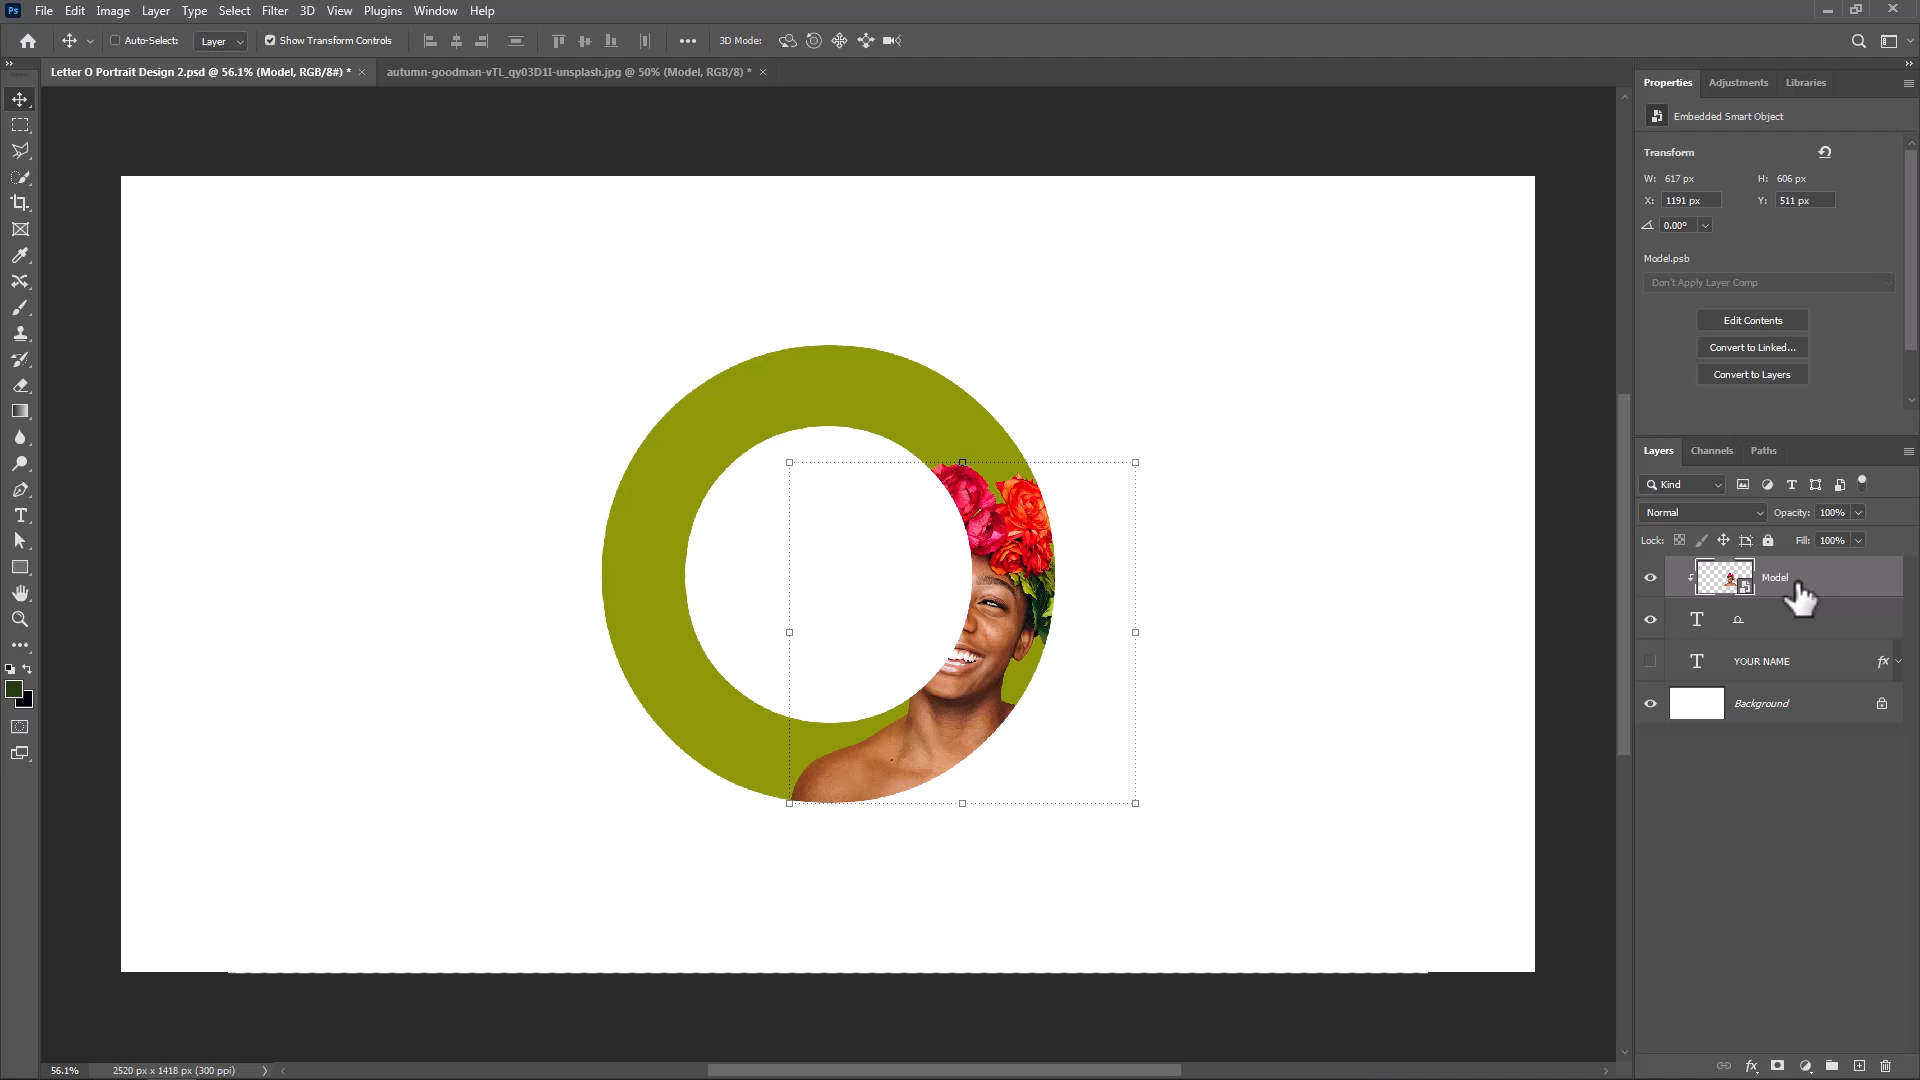 Ps File Edit Image Layer Type Select Filter 3D View Plugins Window Help
Auto-Select: Layer Show Transform Controls 3D Mode:
Letter O Portrait Design 2.psd @ 56.1% (Model, RGB/8#) * × autumn-goodman-vTL_qy03D1I-unsplash.jpg @ 50% (Model, RGB/8) * ×
Properties Adjustments Libraries
Embedded Smart Object
Transform
W: 617 px H: 606 px
X: 1191 px Y: 511 px
0.00°
Model.psb
Don't Apply Layer Comp
Edit Contents
Convert to Linked...
Convert to Layers
Layers Channels Paths
Kind
Normal Opacity: 100%
Lock: Fill: 100%
Model
YOUR NAME fx
Background
56.1% 2520 px x 1418 px (300 ppi)